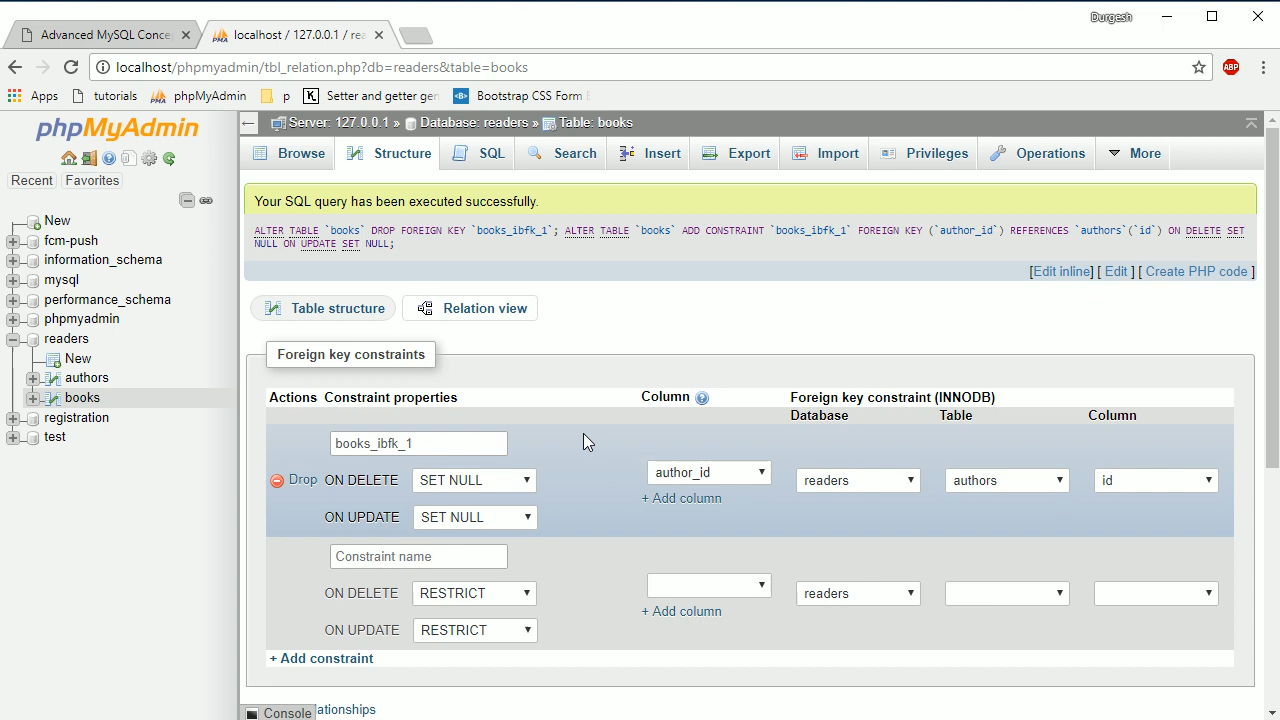 Durgesh
Advanced MySQL Conce
localhost / 127.0.0.1 / rea
localhost/phpmyadmin/tbl_relation.php?db=readers&table=books
ABP
Apps tutorials phpMyAdmin p Setter and getter gen Bootstrap CSS Form
phpMyAdmin
Recent Favorites
New
fcm-push
information_schema
mysql
performance_schema
phpmyadmin
readers
New
authors
books
registration
test
Server: 127.0.0.1 » Database: readers » Table: books
Browse Structure SQL Search Insert Export Import Privileges Operations More
Your SQL query has been executed successfully.
ALTER TABLE `books` DROP FOREIGN KEY `books_ibfk_1`; ALTER TABLE `books` ADD CONSTRAINT `books_ibfk_1` FOREIGN KEY (`author_id`) REFERENCES `authors`(`id`) ON DELETE SET
NULL ON UPDATE SET NULL;
[Edit inline] [ Edit ] [ Create PHP code ]
Table structure Relation view
Foreign key constraints
Actions Constraint properties Column Foreign key constraint (INNODB)
Database Table Column
books_ibfk_1
Drop ON DELETE SET NULL author_id readers authors id
+ Add column
ON UPDATE SET NULL
Constraint name
ON DELETE RESTRICT readers
+ Add column
ON UPDATE RESTRICT
+ Add constraint
Console ationships